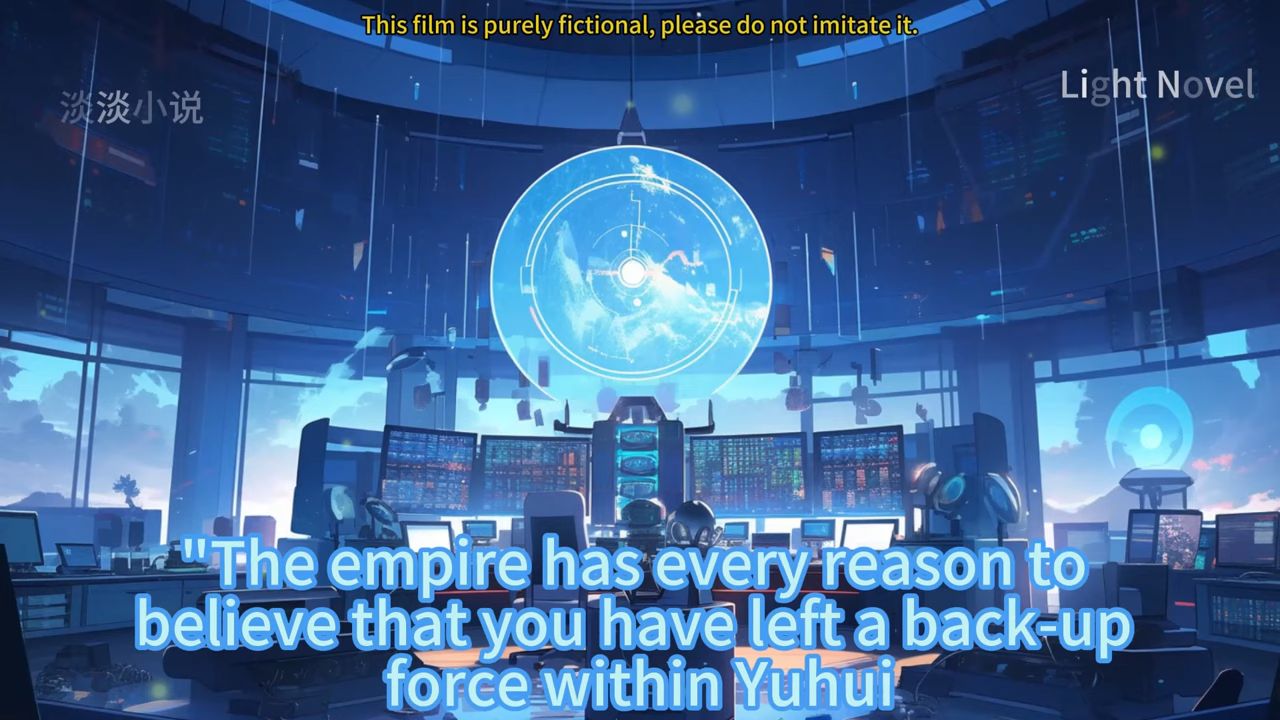 This film is purely fictional, please do not imitate it.
淡淡小说
Light Novel
"The empire has every reason to
believe that you have left a back-up
force within Yuhui